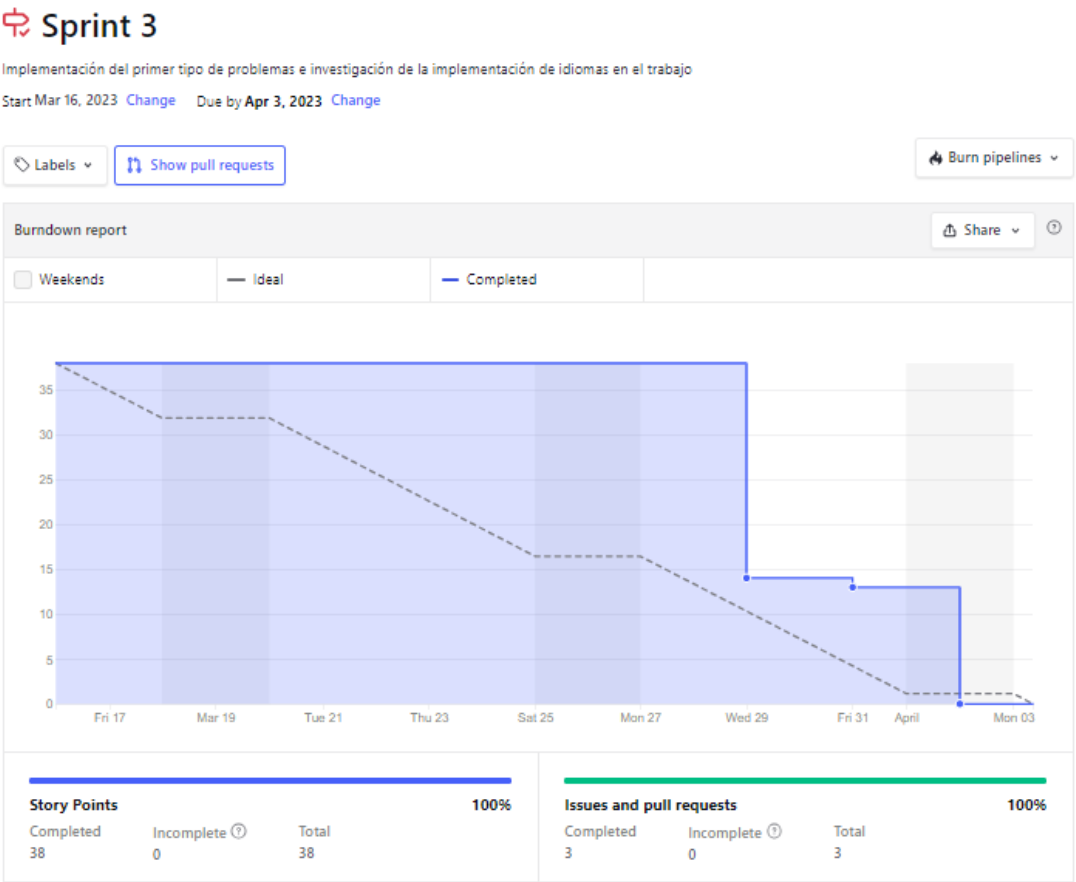 Sprint 3
Implementación del primer tipo de problemas e investigación de la implementación de idiomas en el trabajo
Start Mar 16, 2023 Change Due by Apr 3, 2023 Change
Labels Show pull requests Burn pipelines
Burndown report Share
Weekends Ideal Completed
35
30
25
20
15
10
5
0
Fri 17 Mar 19 Tue 21 Thu 23 Sat 25 Mon 27 Wed 29 Fri 31 April Mon 03
Story Points 100% Issues and pull requests 100%
Completed Incomplete ? Total Completed Incomplete ? Total
38 0 38 3 0 3